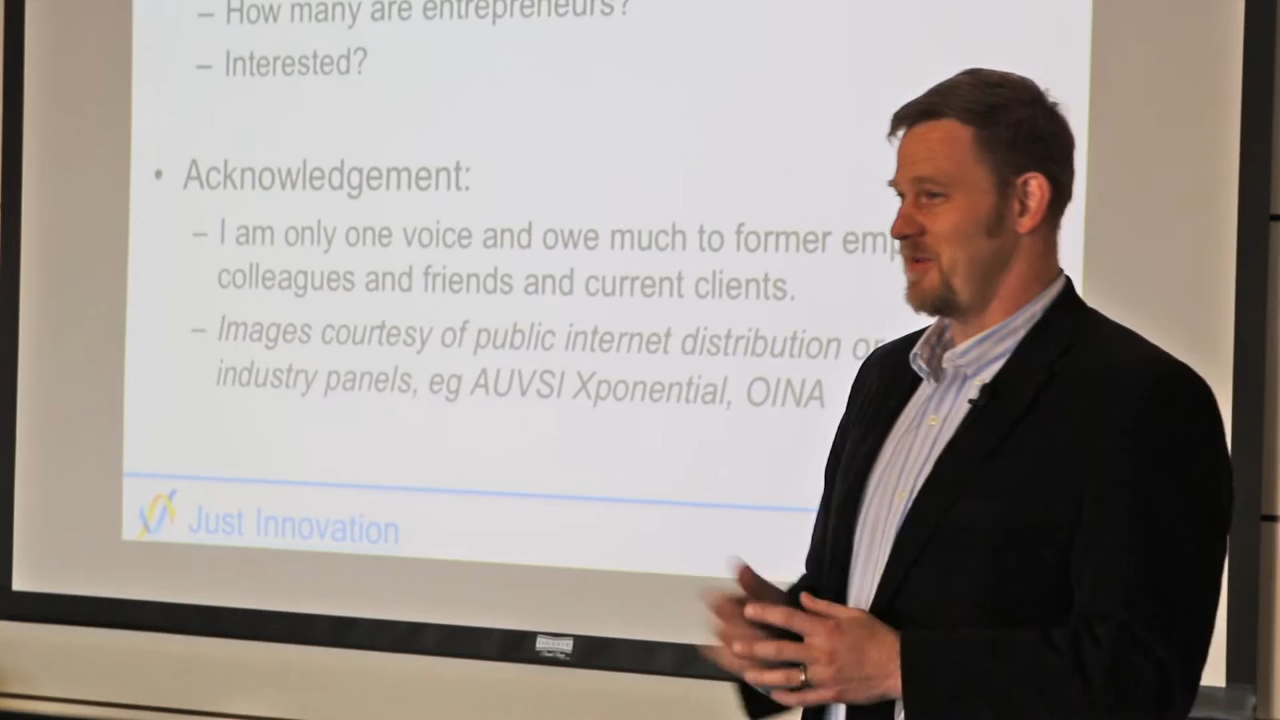 – How many are entrepreneurs?
– Interested?
• Acknowledgement:
– I am only one voice and owe much to former emp
colleagues and friends and current clients.
– Images courtesy of public internet distribution or
industry panels, eg AUVSI Xponential, OINA
Just Innovation